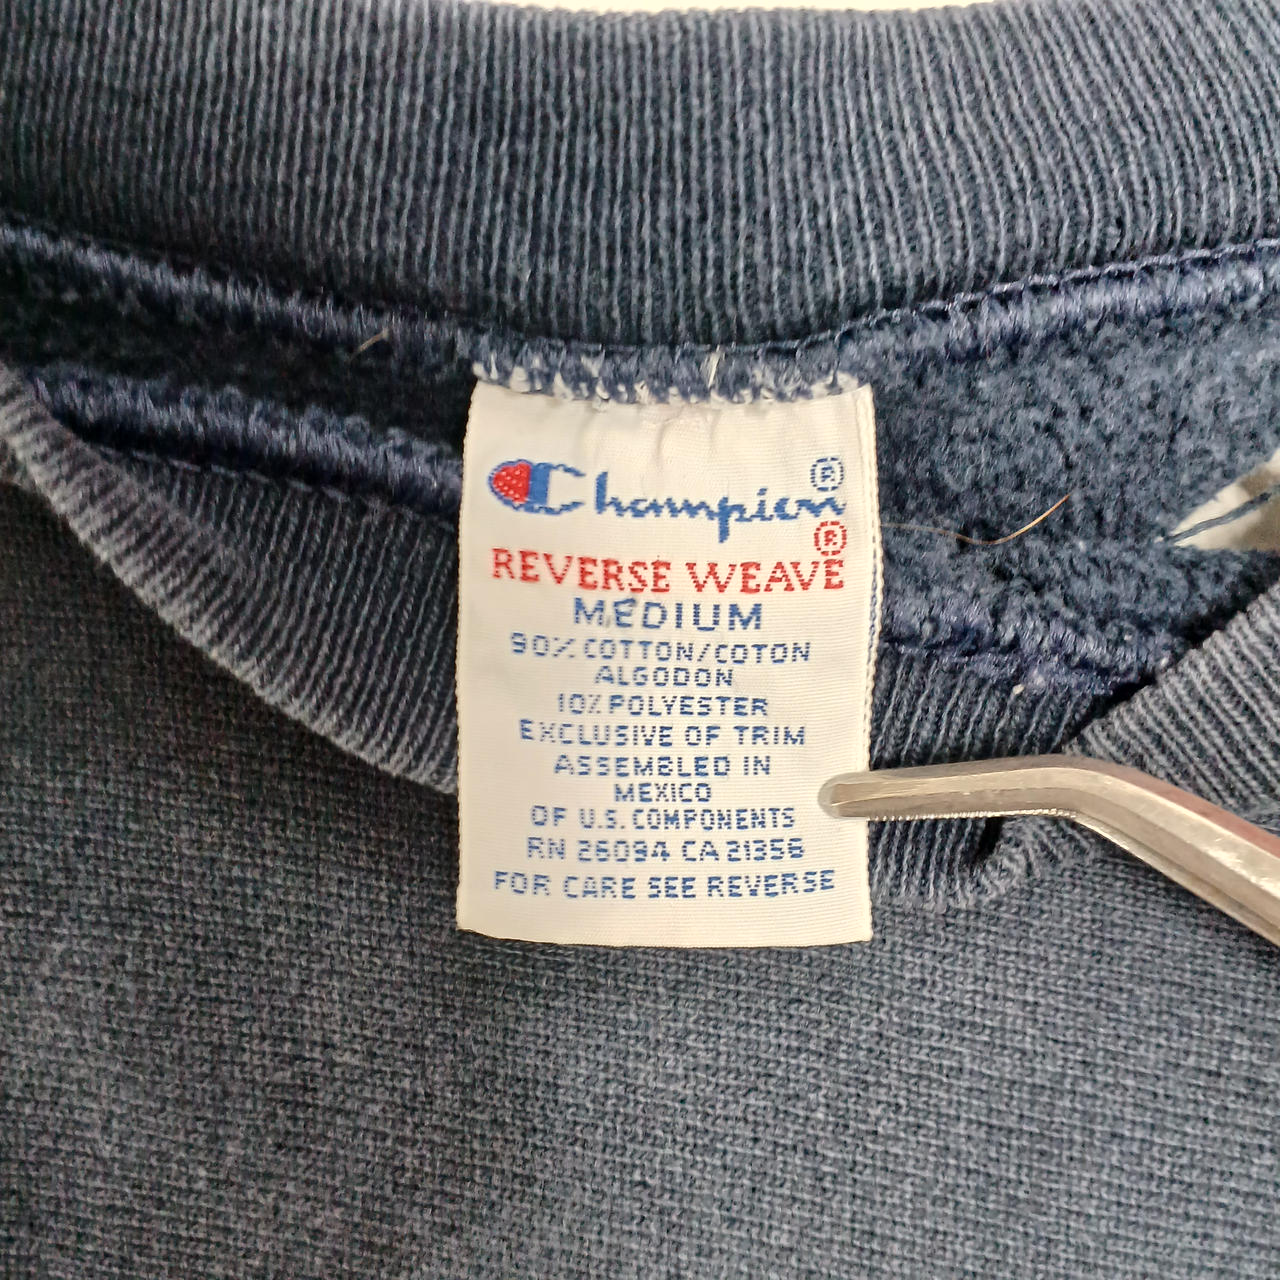 Champion®
REVERSE WEAVE®
MEDIUM
90% COTTON/COTON
ALGODON
10% POLYESTER
EXCLUSIVE OF TRIM
ASSEMBLED IN
MEXICO
OF U.S. COMPONENTS
RN 26094 CA 21356
FOR CARE SEE REVERSE